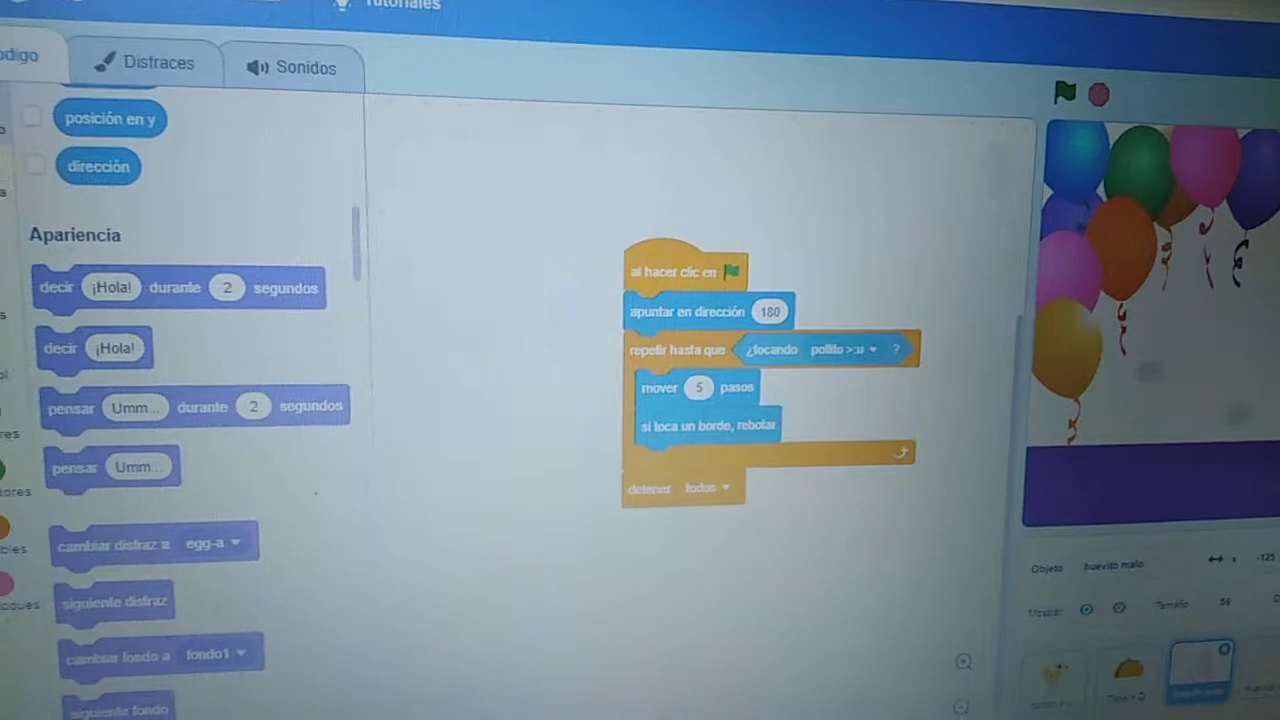 Tutoriales
Disfraces
Sonidos
posición en y
dirección
Apariencia
decir ¡Hola! durante 2 segundos
decir ¡Hola!
pensar Umm... durante 2 segundos
pensar Umm...
cambiar disfraz a egg-a
siguiente disfraz
cambiar fondo a fondo1
siguiente fondo
al hacer clic en
apuntar en dirección 180
repetir hasta que ¿tocando pollito >:u ?
mover 5 pasos
si toca un borde, rebotar
detener todos
Objeto huevito malo x -125
Mostrar Tamaño 56